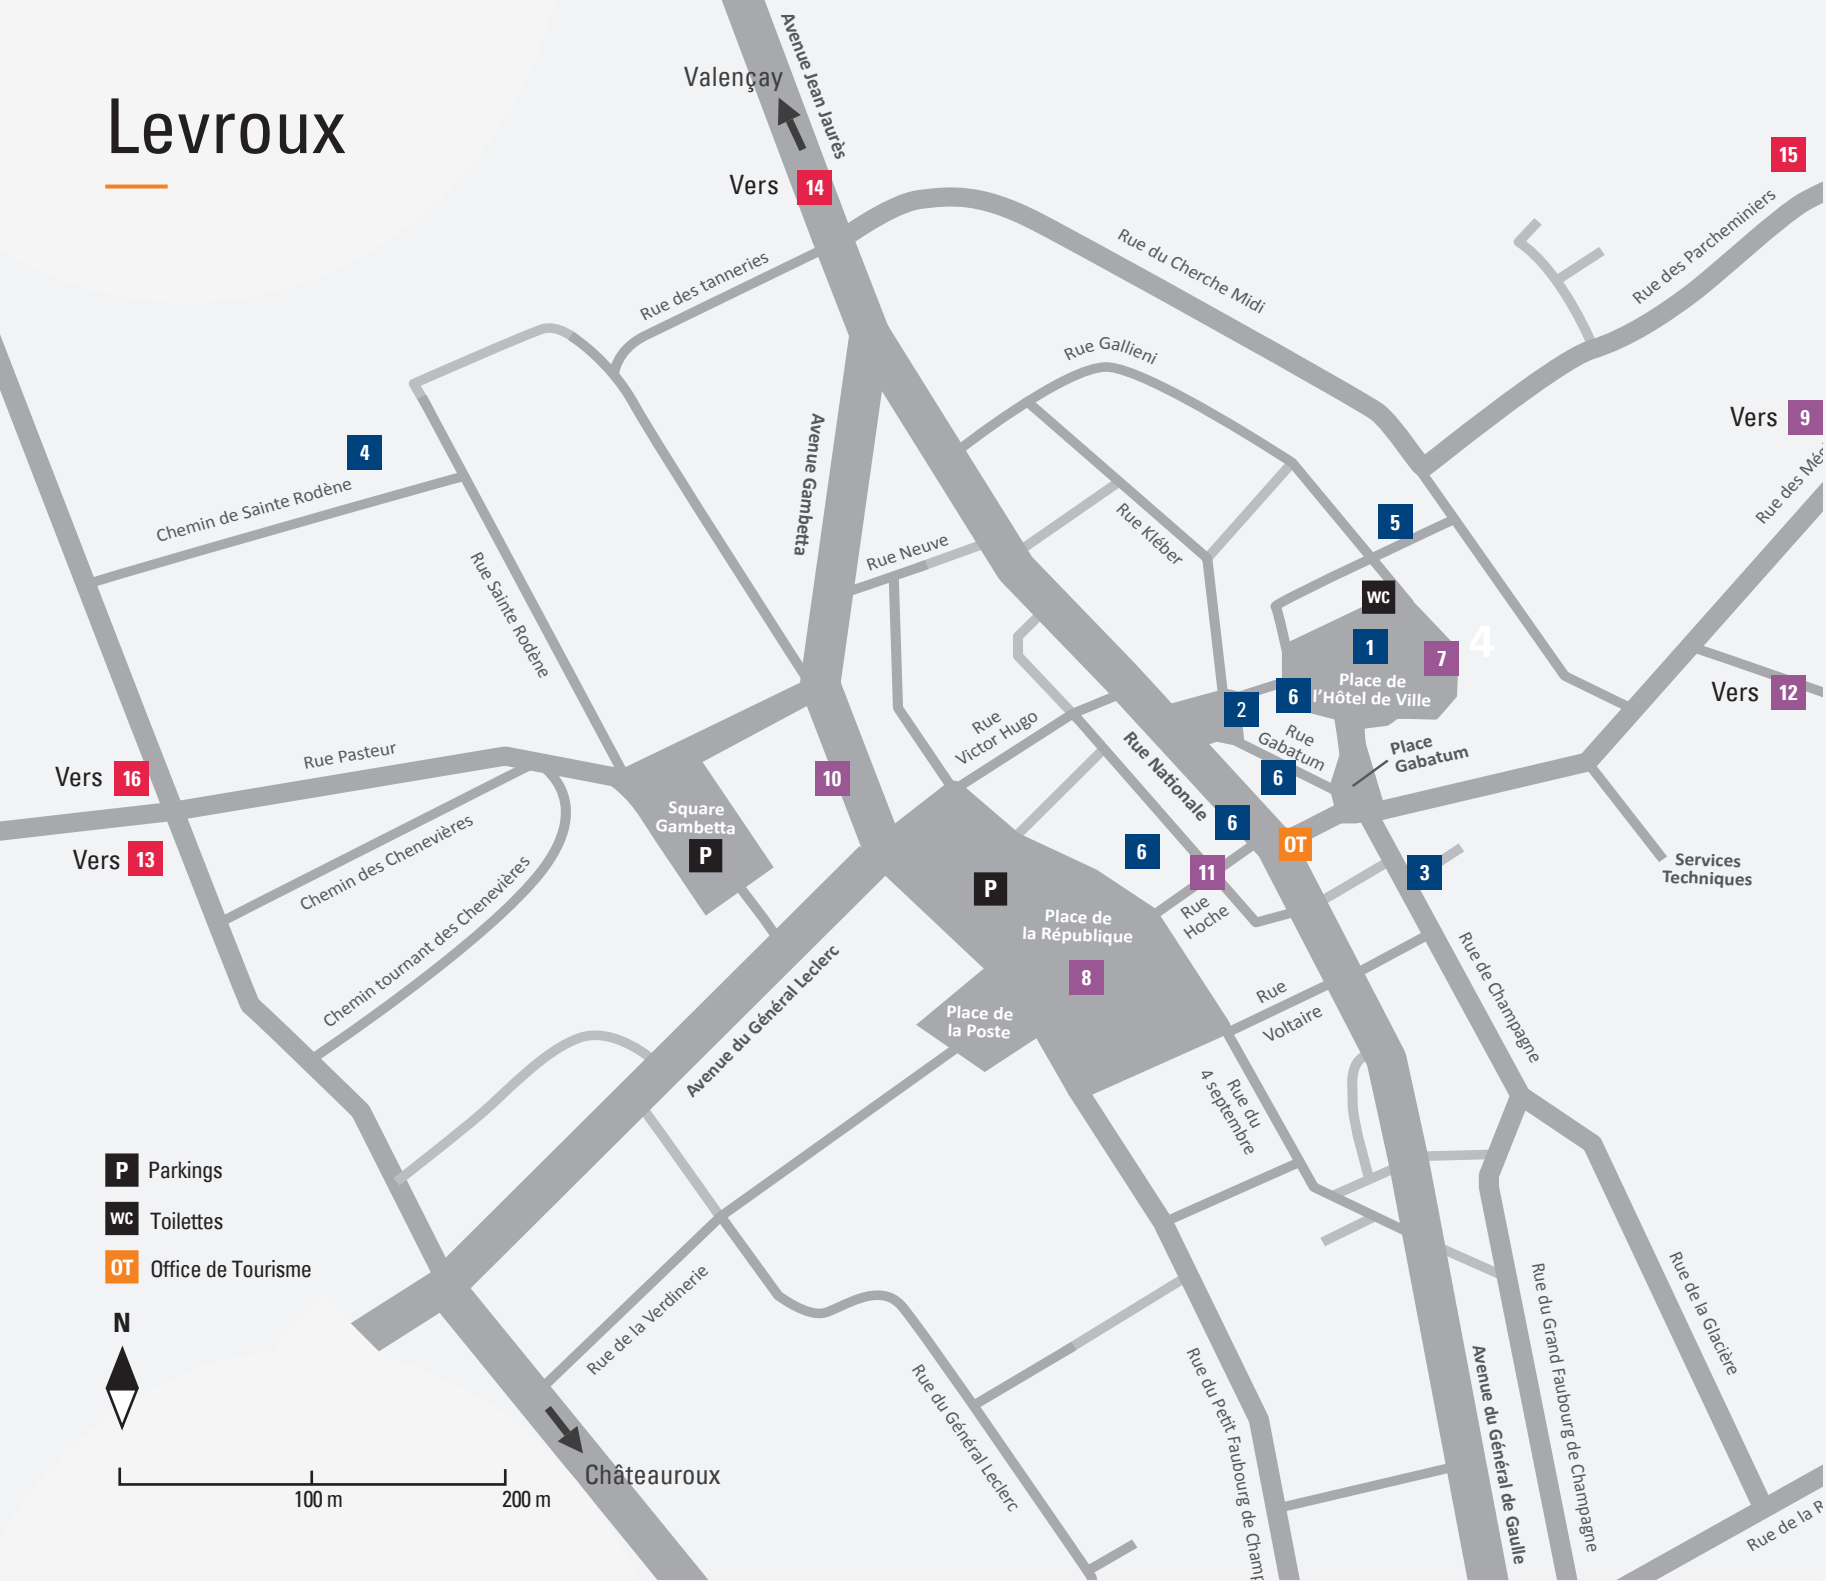 Levroux
Valençay
Avenue Jean Jaurès
Vers 14
15
Rue des Parcheminiers
Rue du Cherche Midi
Rue des tanneries
Rue Gallieni
Vers 9
Rue des Még
4
Chemin de Sainte Rodène
Avenue Gambetta
Rue Neuve
Rue Kléber
5
WC
1
7
4
Place de
l'Hôtel de Ville
6
2
Rue
Gabatum
Place
Gabatum
Vers 12
Rue Sainte Rodène
Rue
Victor Hugo
Rue Nationale
Rue Pasteur
Vers 16
Vers 13
10
6
6
6
OT
11
3
Services
Techniques
Square
Gambetta
P
Chemin des Chenevières
Chemin tournant des Chenevières
P
Place de
la République
8
Rue
Hoche
Place de
la Poste
Avenue du Général Leclerc
Rue
Voltaire
Rue de Champagne
Rue du
4 septembre
P Parkings
WC Toilettes
OT Office de Tourisme
N
100 m
200 m
Châteauroux
Rue de la Verdinerie
Rue du Général Leclerc
Rue du Petit Faubourg de Champ
Avenue du Général de Gaulle
Rue du Grand Faubourg de Champagne
Rue de la Glacière
Rue de la R